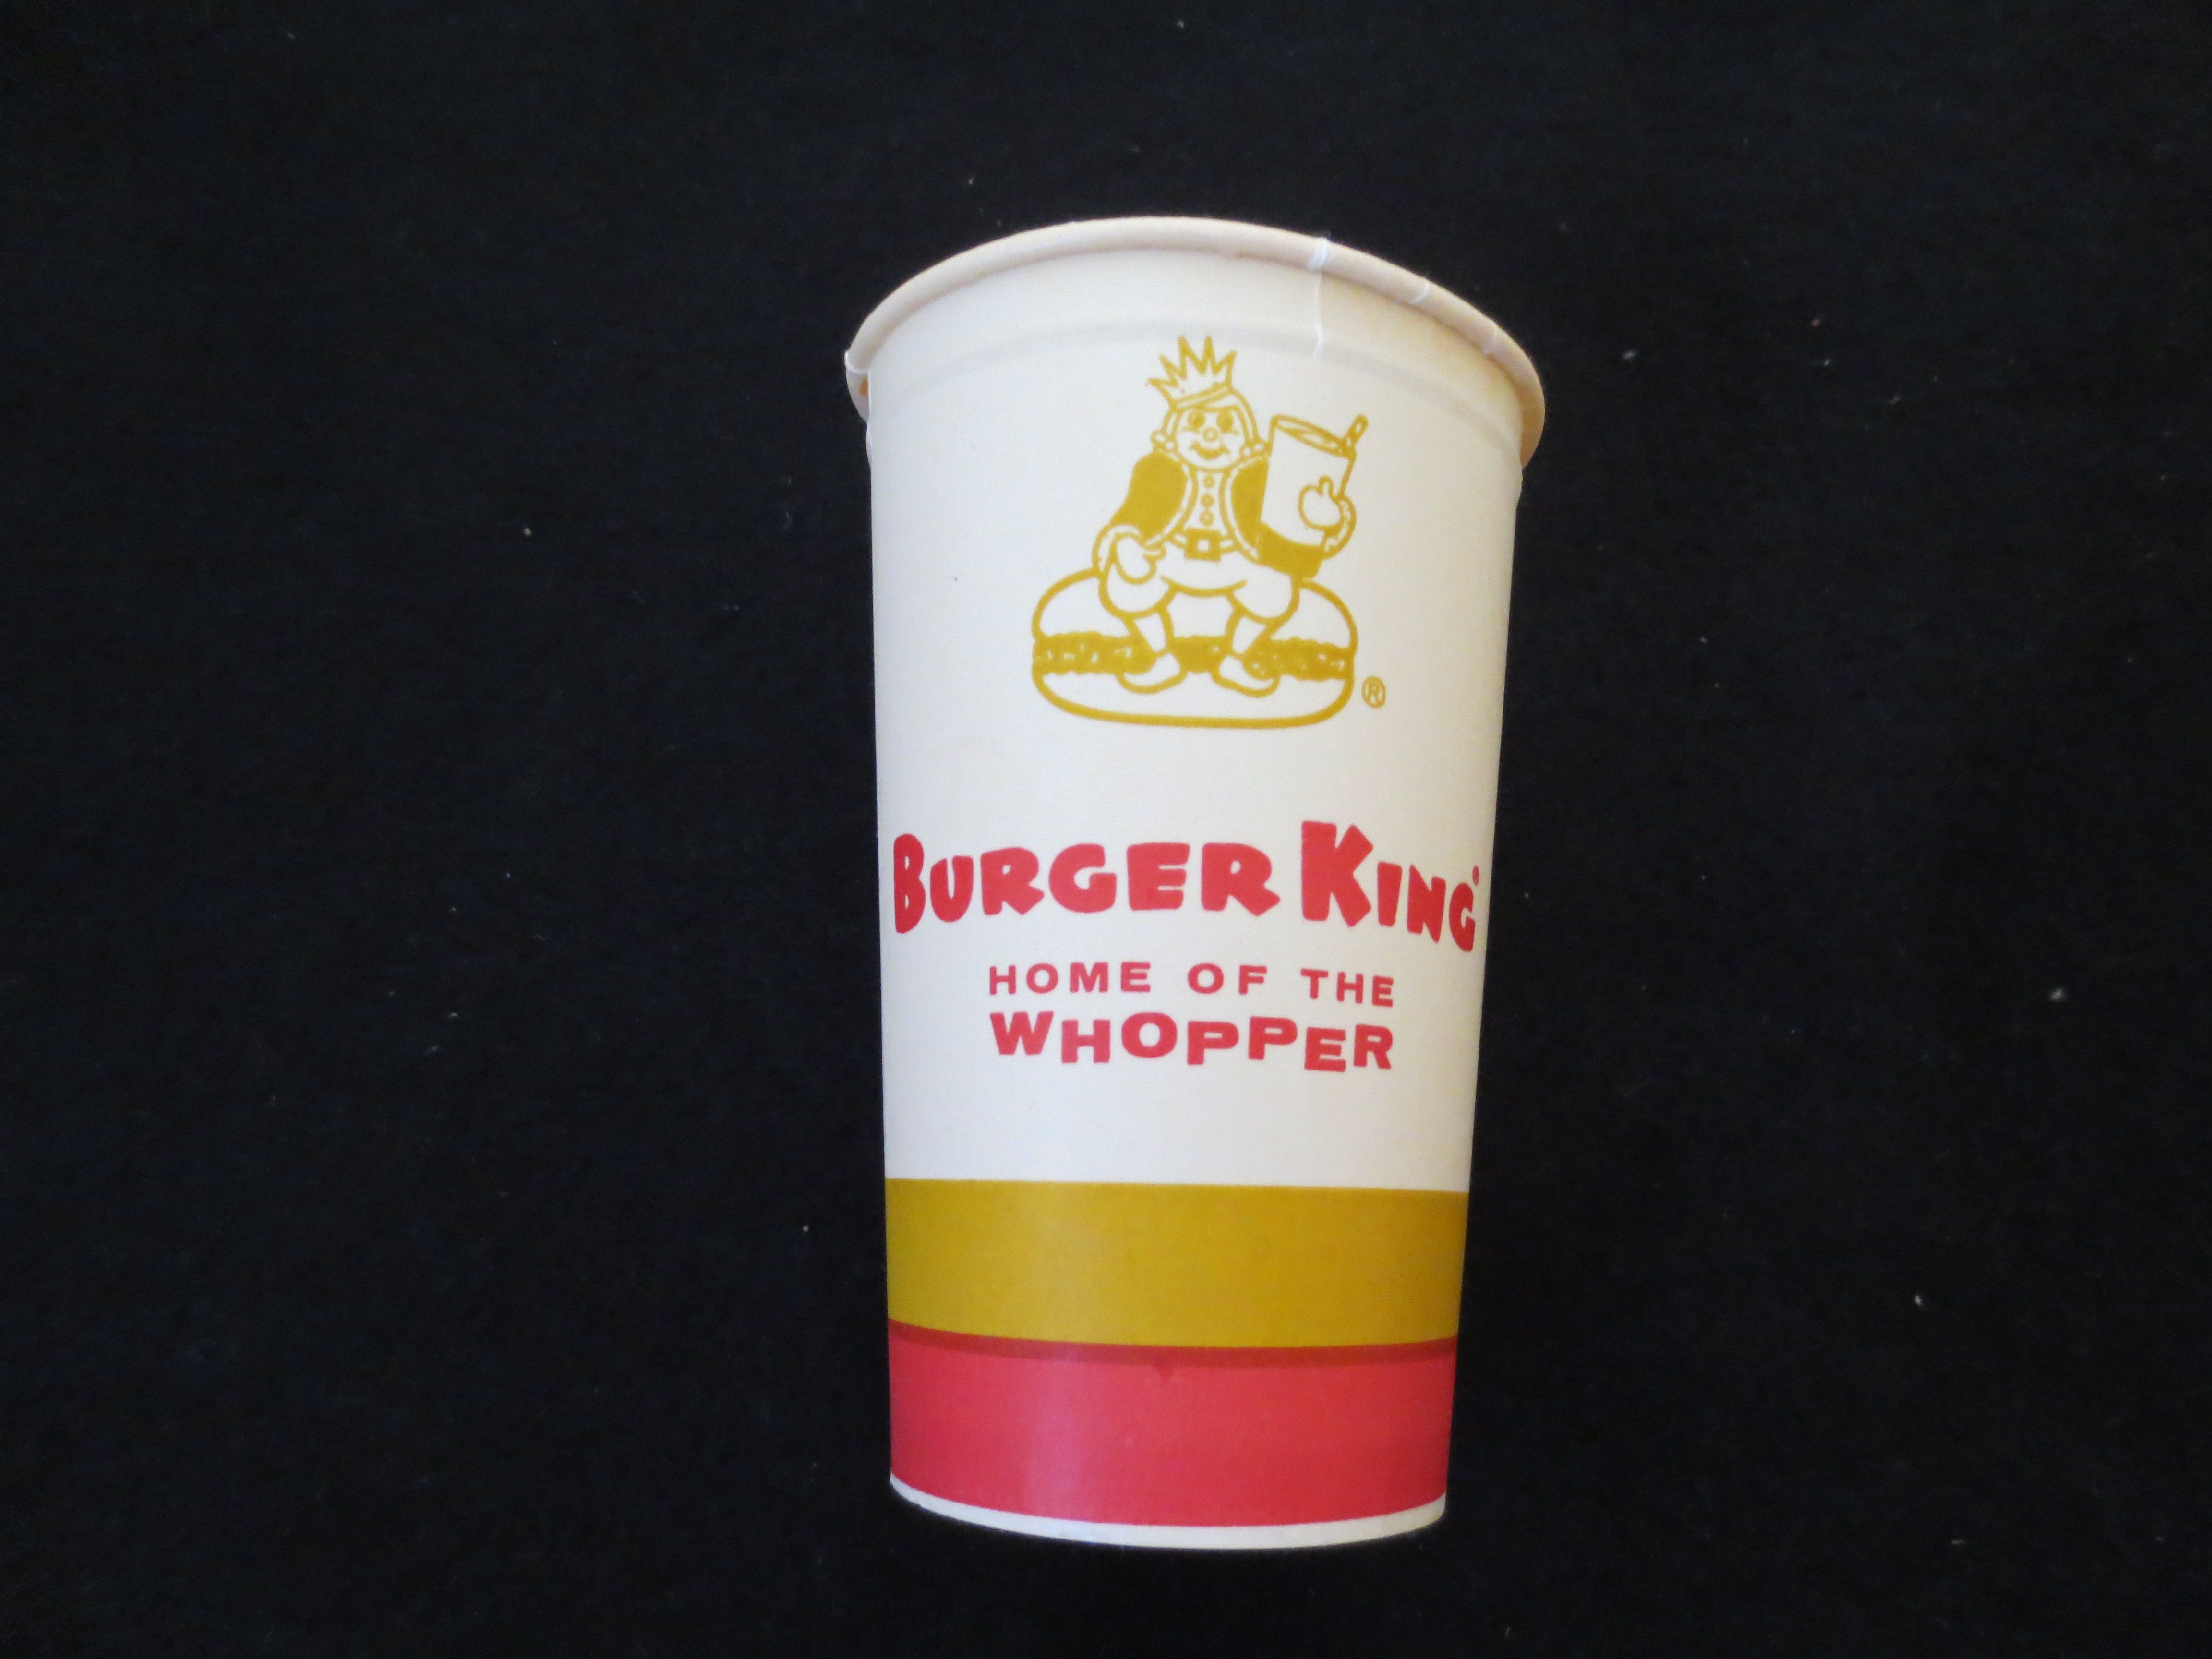 ®
BURGER KING®
HOME OF THE
WHOPPER